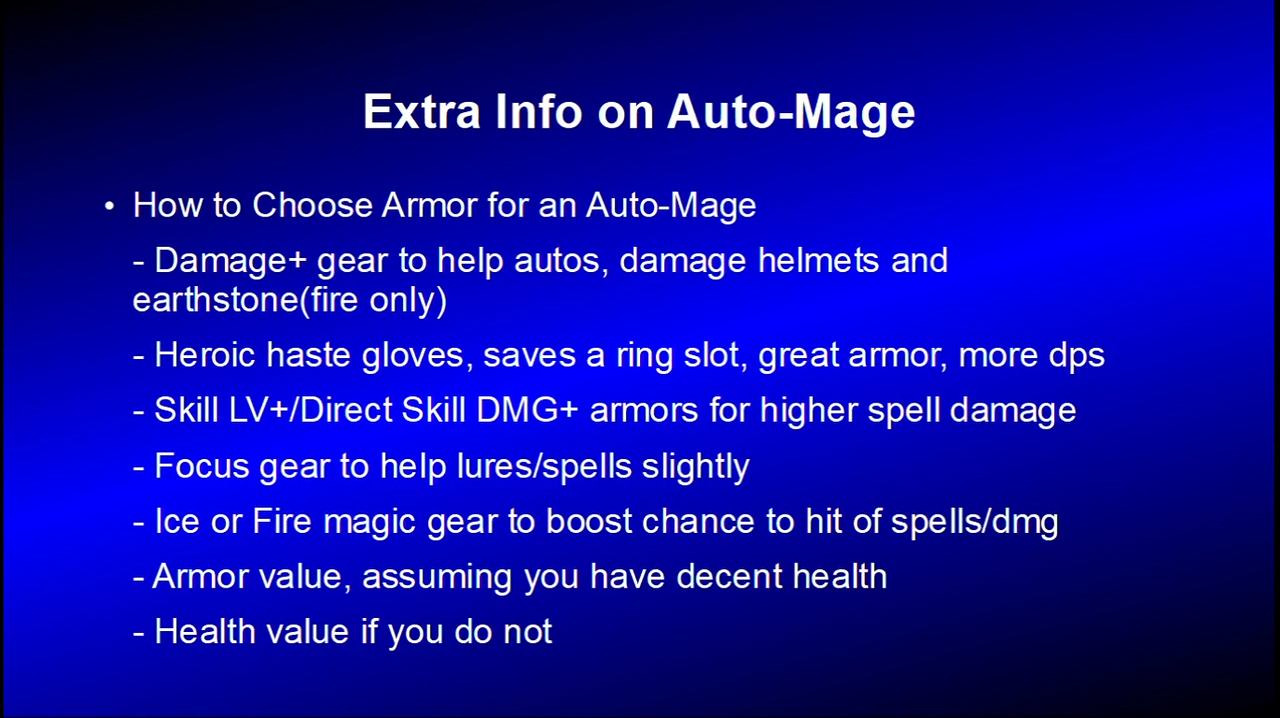 Extra Info on Auto-Mage
• How to Choose Armor for an Auto-Mage
- Damage+ gear to help autos, damage helmets and
earthstone(fire only)
- Heroic haste gloves, saves a ring slot, great armor, more dps
- Skill LV+/Direct Skill DMG+ armors for higher spell damage
- Focus gear to help lures/spells slightly
- Ice or Fire magic gear to boost chance to hit of spells/dmg
- Armor value, assuming you have decent health
- Health value if you do not